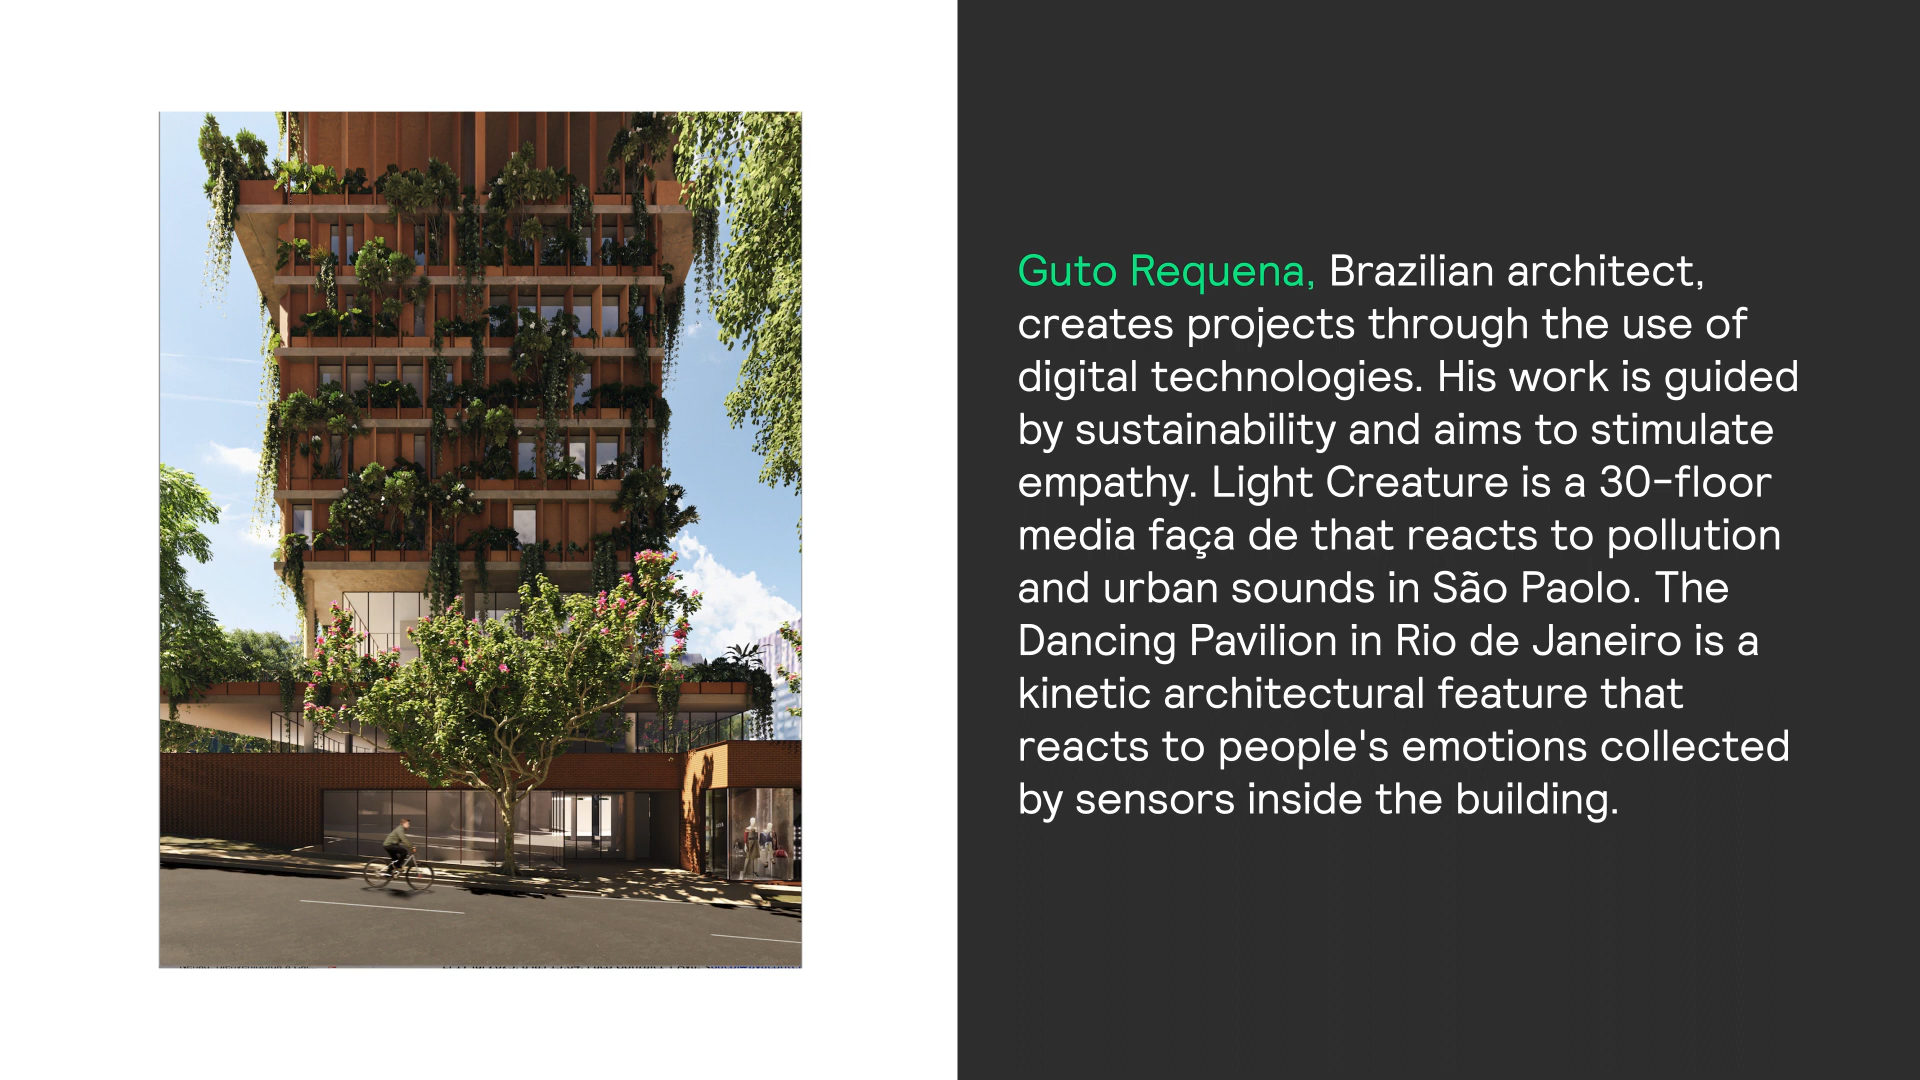 Guto Requena, Brazilian architect,
creates projects through the use of
digital technologies. His work is guided
by sustainability and aims to stimulate
empathy. Light Creature is a 30-floor
media faça de that reacts to pollution
and urban sounds in São Paolo. The
Dancing Pavilion in Rio de Janeiro is a
kinetic architectural feature that
reacts to people's emotions collected
by sensors inside the building.